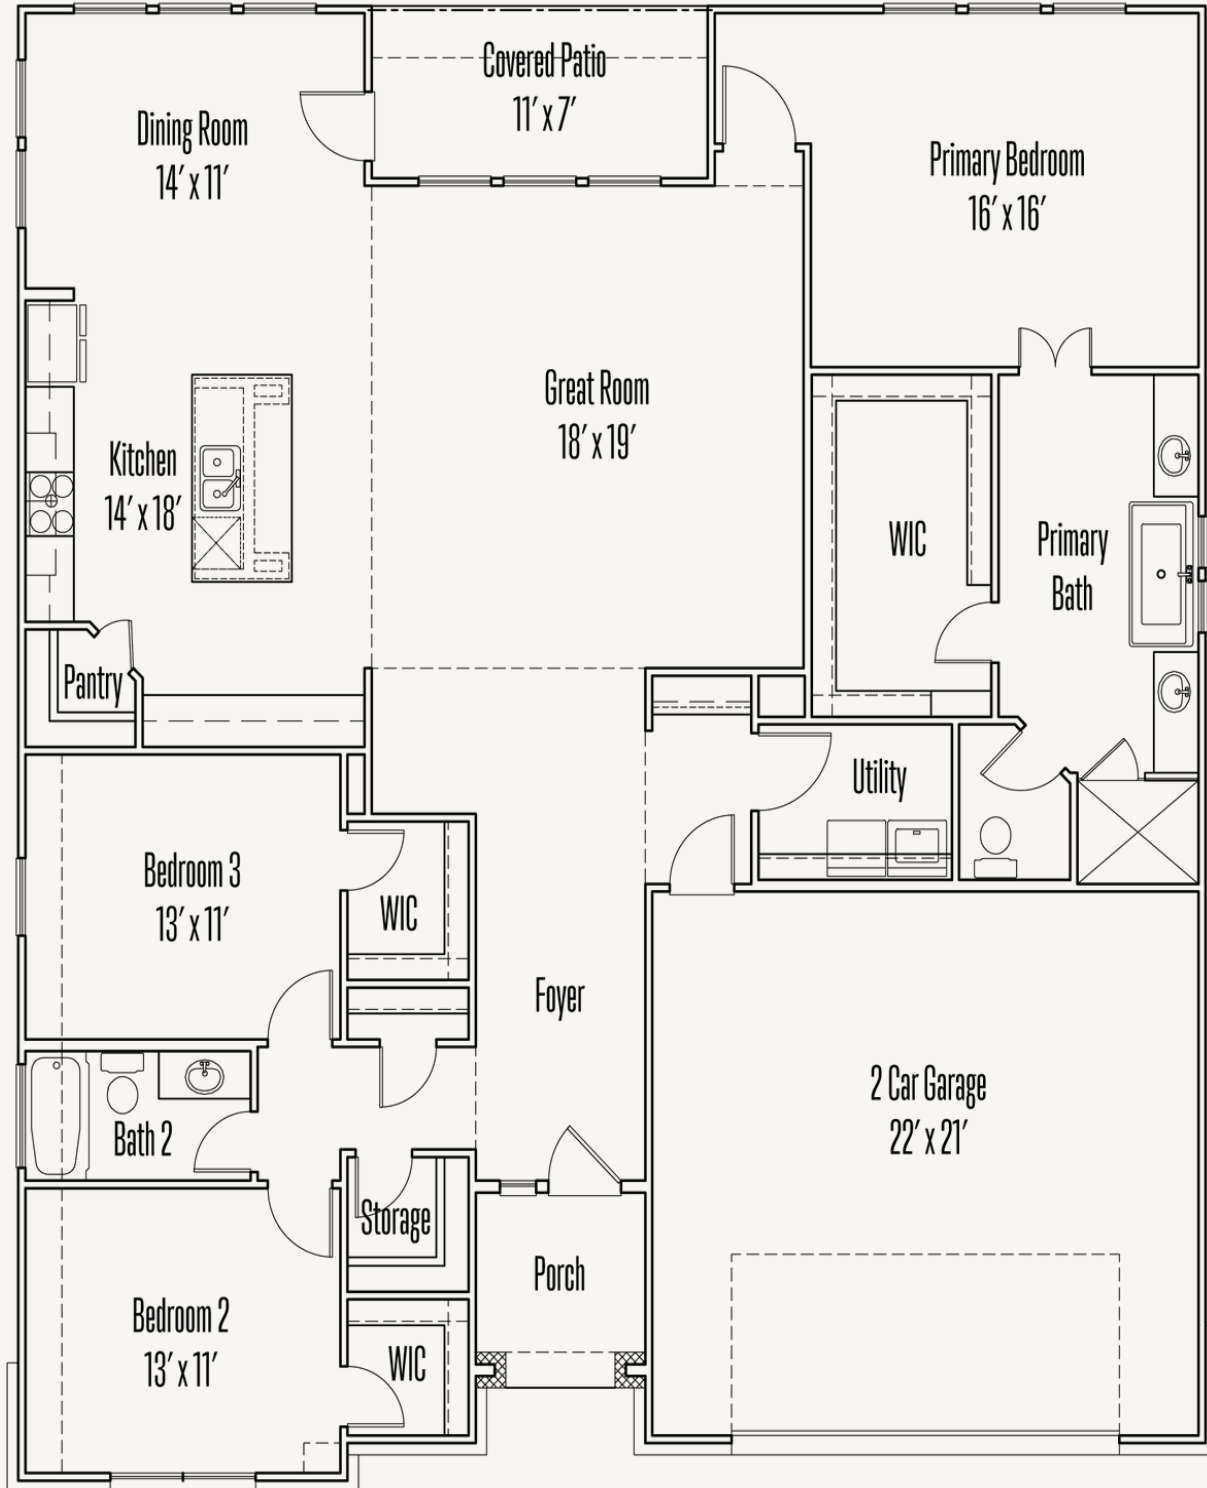 Covered Patio
11' x 7'
Dining Room
14' x 11'
Primary Bedroom
16' x 16'
Great Room
18' x 19'
Kitchen
14' x 18'
WIC
Primary
Bath
Pantry
Utility
Bedroom 3
13' x 11'
WIC
Foyer
2 Car Garage
22' x 21'
Bath 2
Storage
Porch
Bedroom 2
13' x 11'
WIC